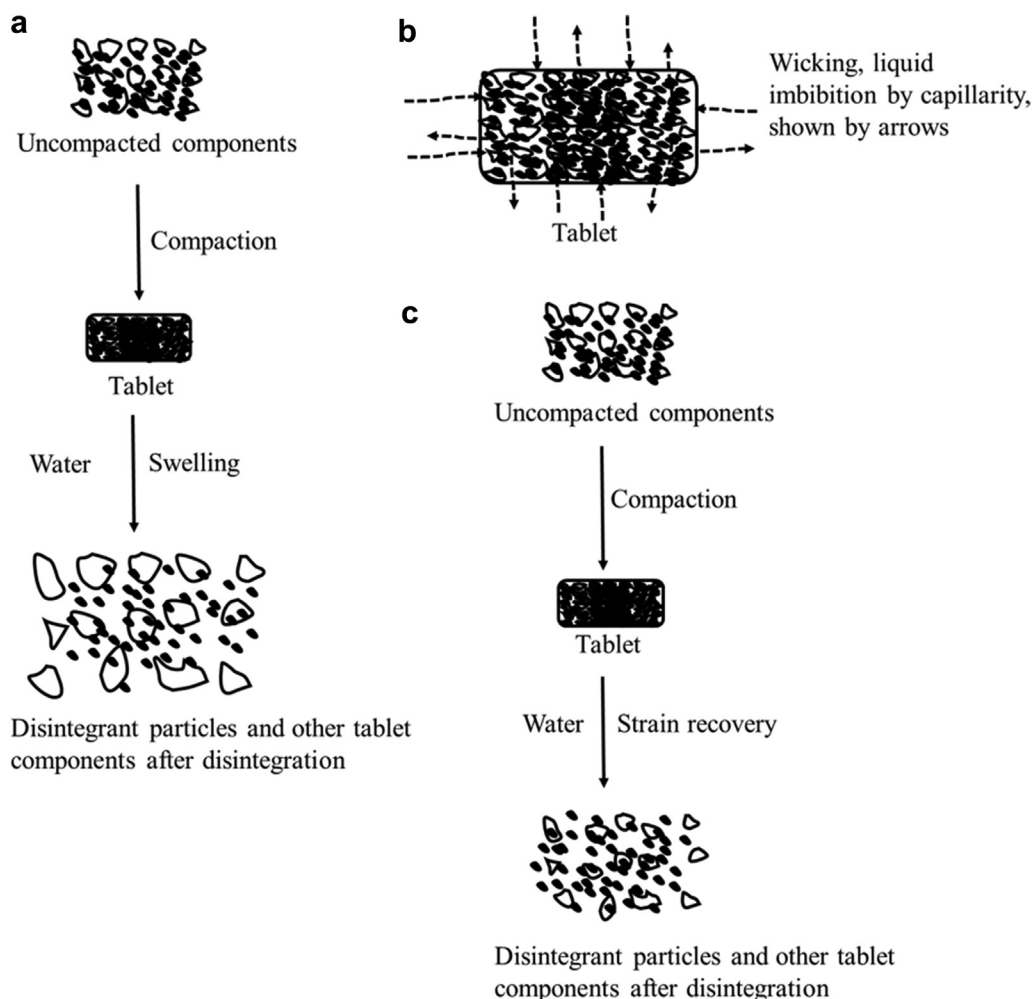 a
Uncompacted components
Compaction
Tablet
Water
Swelling
Disintegrant particles and other tablet
components after disintegration
b
Wicking, liquid
imbibition by capillarity,
shown by arrows
Tablet
c
Uncompacted components
Compaction
Tablet
Water
Strain recovery
Disintegrant particles and other tablet
components after disintegration